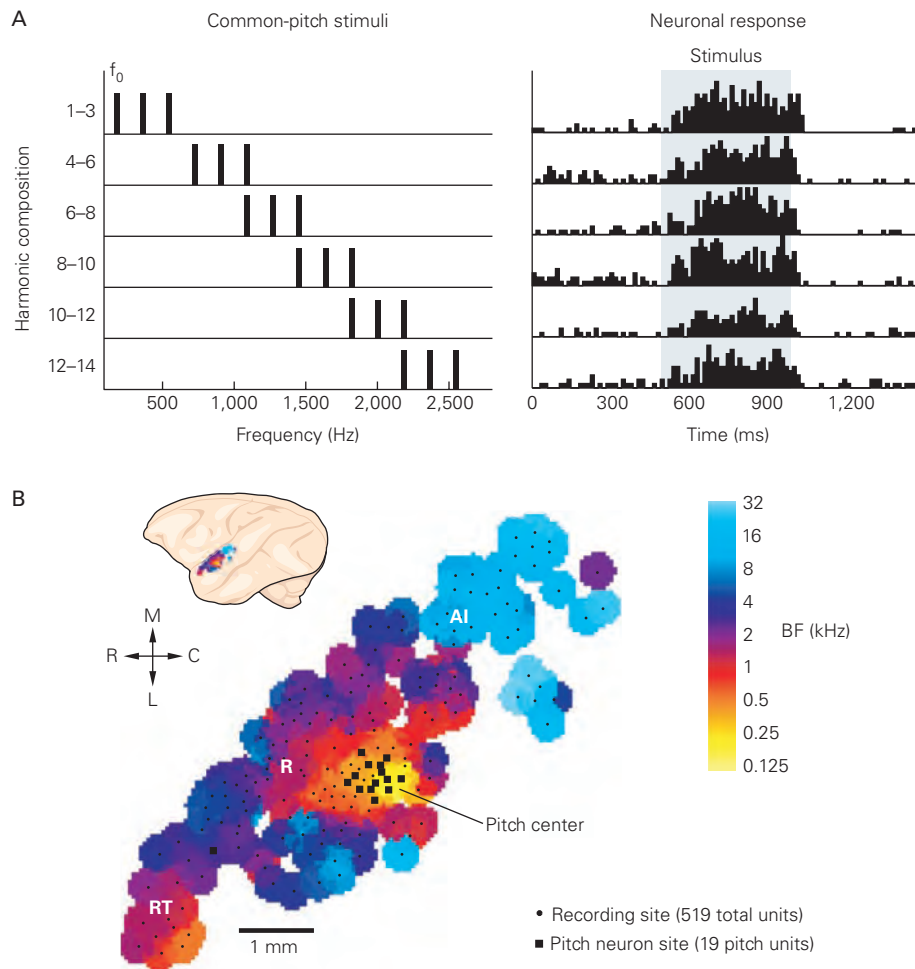 A
Common-pitch stimuli
Neuronal response
f0
Stimulus
Harmonic composition
1–3
4–6
6–8
8–10
10–12
12–14
500 1,000 1,500 2,000 2,500
Frequency (Hz)
0 300 600 900 1,200
Time (ms)
B
M
R C
L
AI
R
RT
Pitch center
1 mm
32
16
8
4
2
1
0.5
0.25
0.125
BF (kHz)
• Recording site (519 total units)
■ Pitch neuron site (19 pitch units)